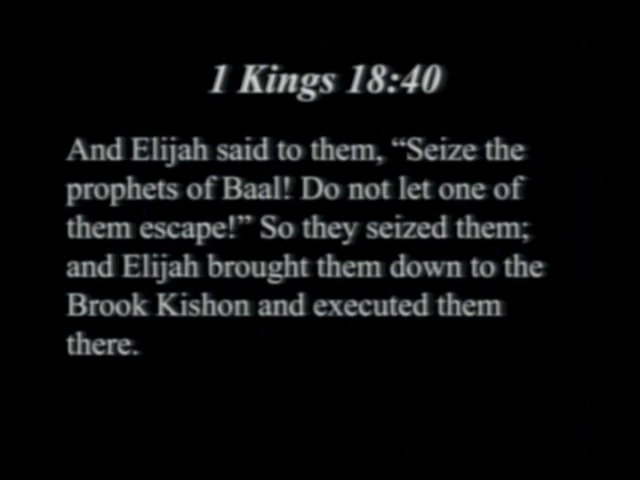 1 Kings 18:40
And Elijah said to them, “Seize the
prophets of Baal! Do not let one of
them escape!” So they seized them;
and Elijah brought them down to the
Brook Kishon and executed them
there.